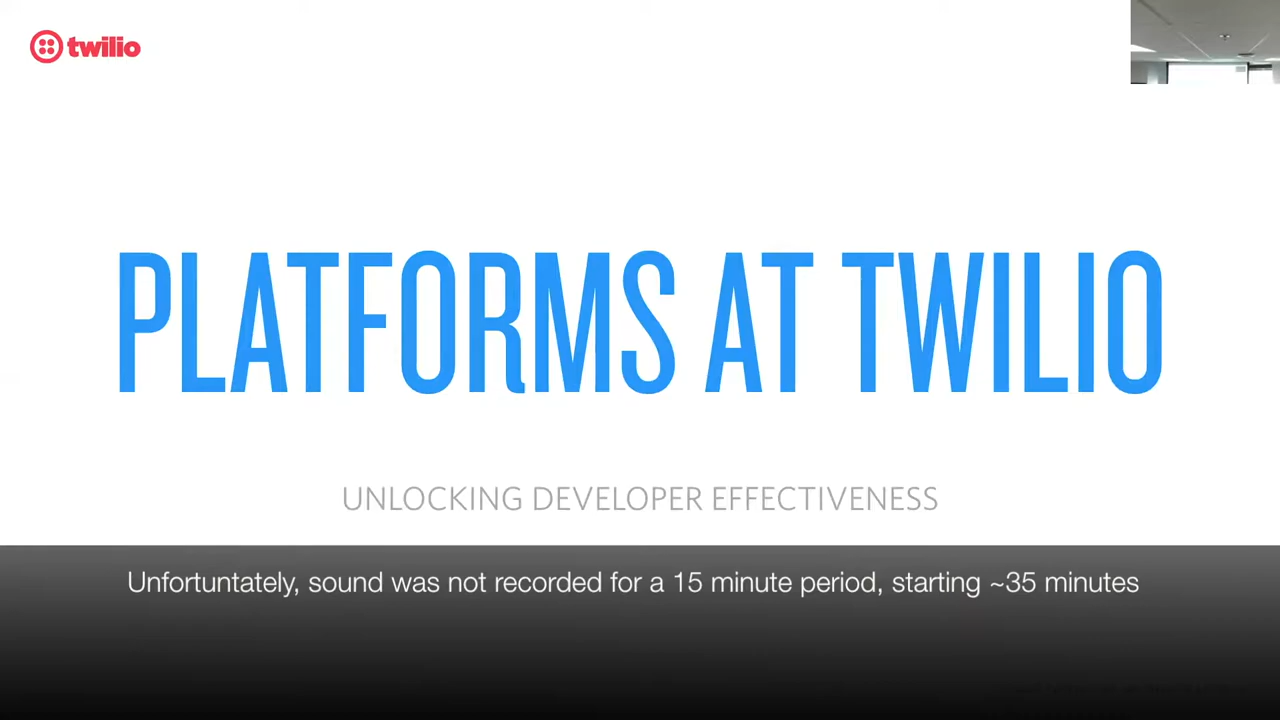 twilio
PLATFORMS AT TWILIO
UNLOCKING DEVELOPER EFFECTIVENESS
Unfortuntately, sound was not recorded for a 15 minute period, starting ~35 minutes